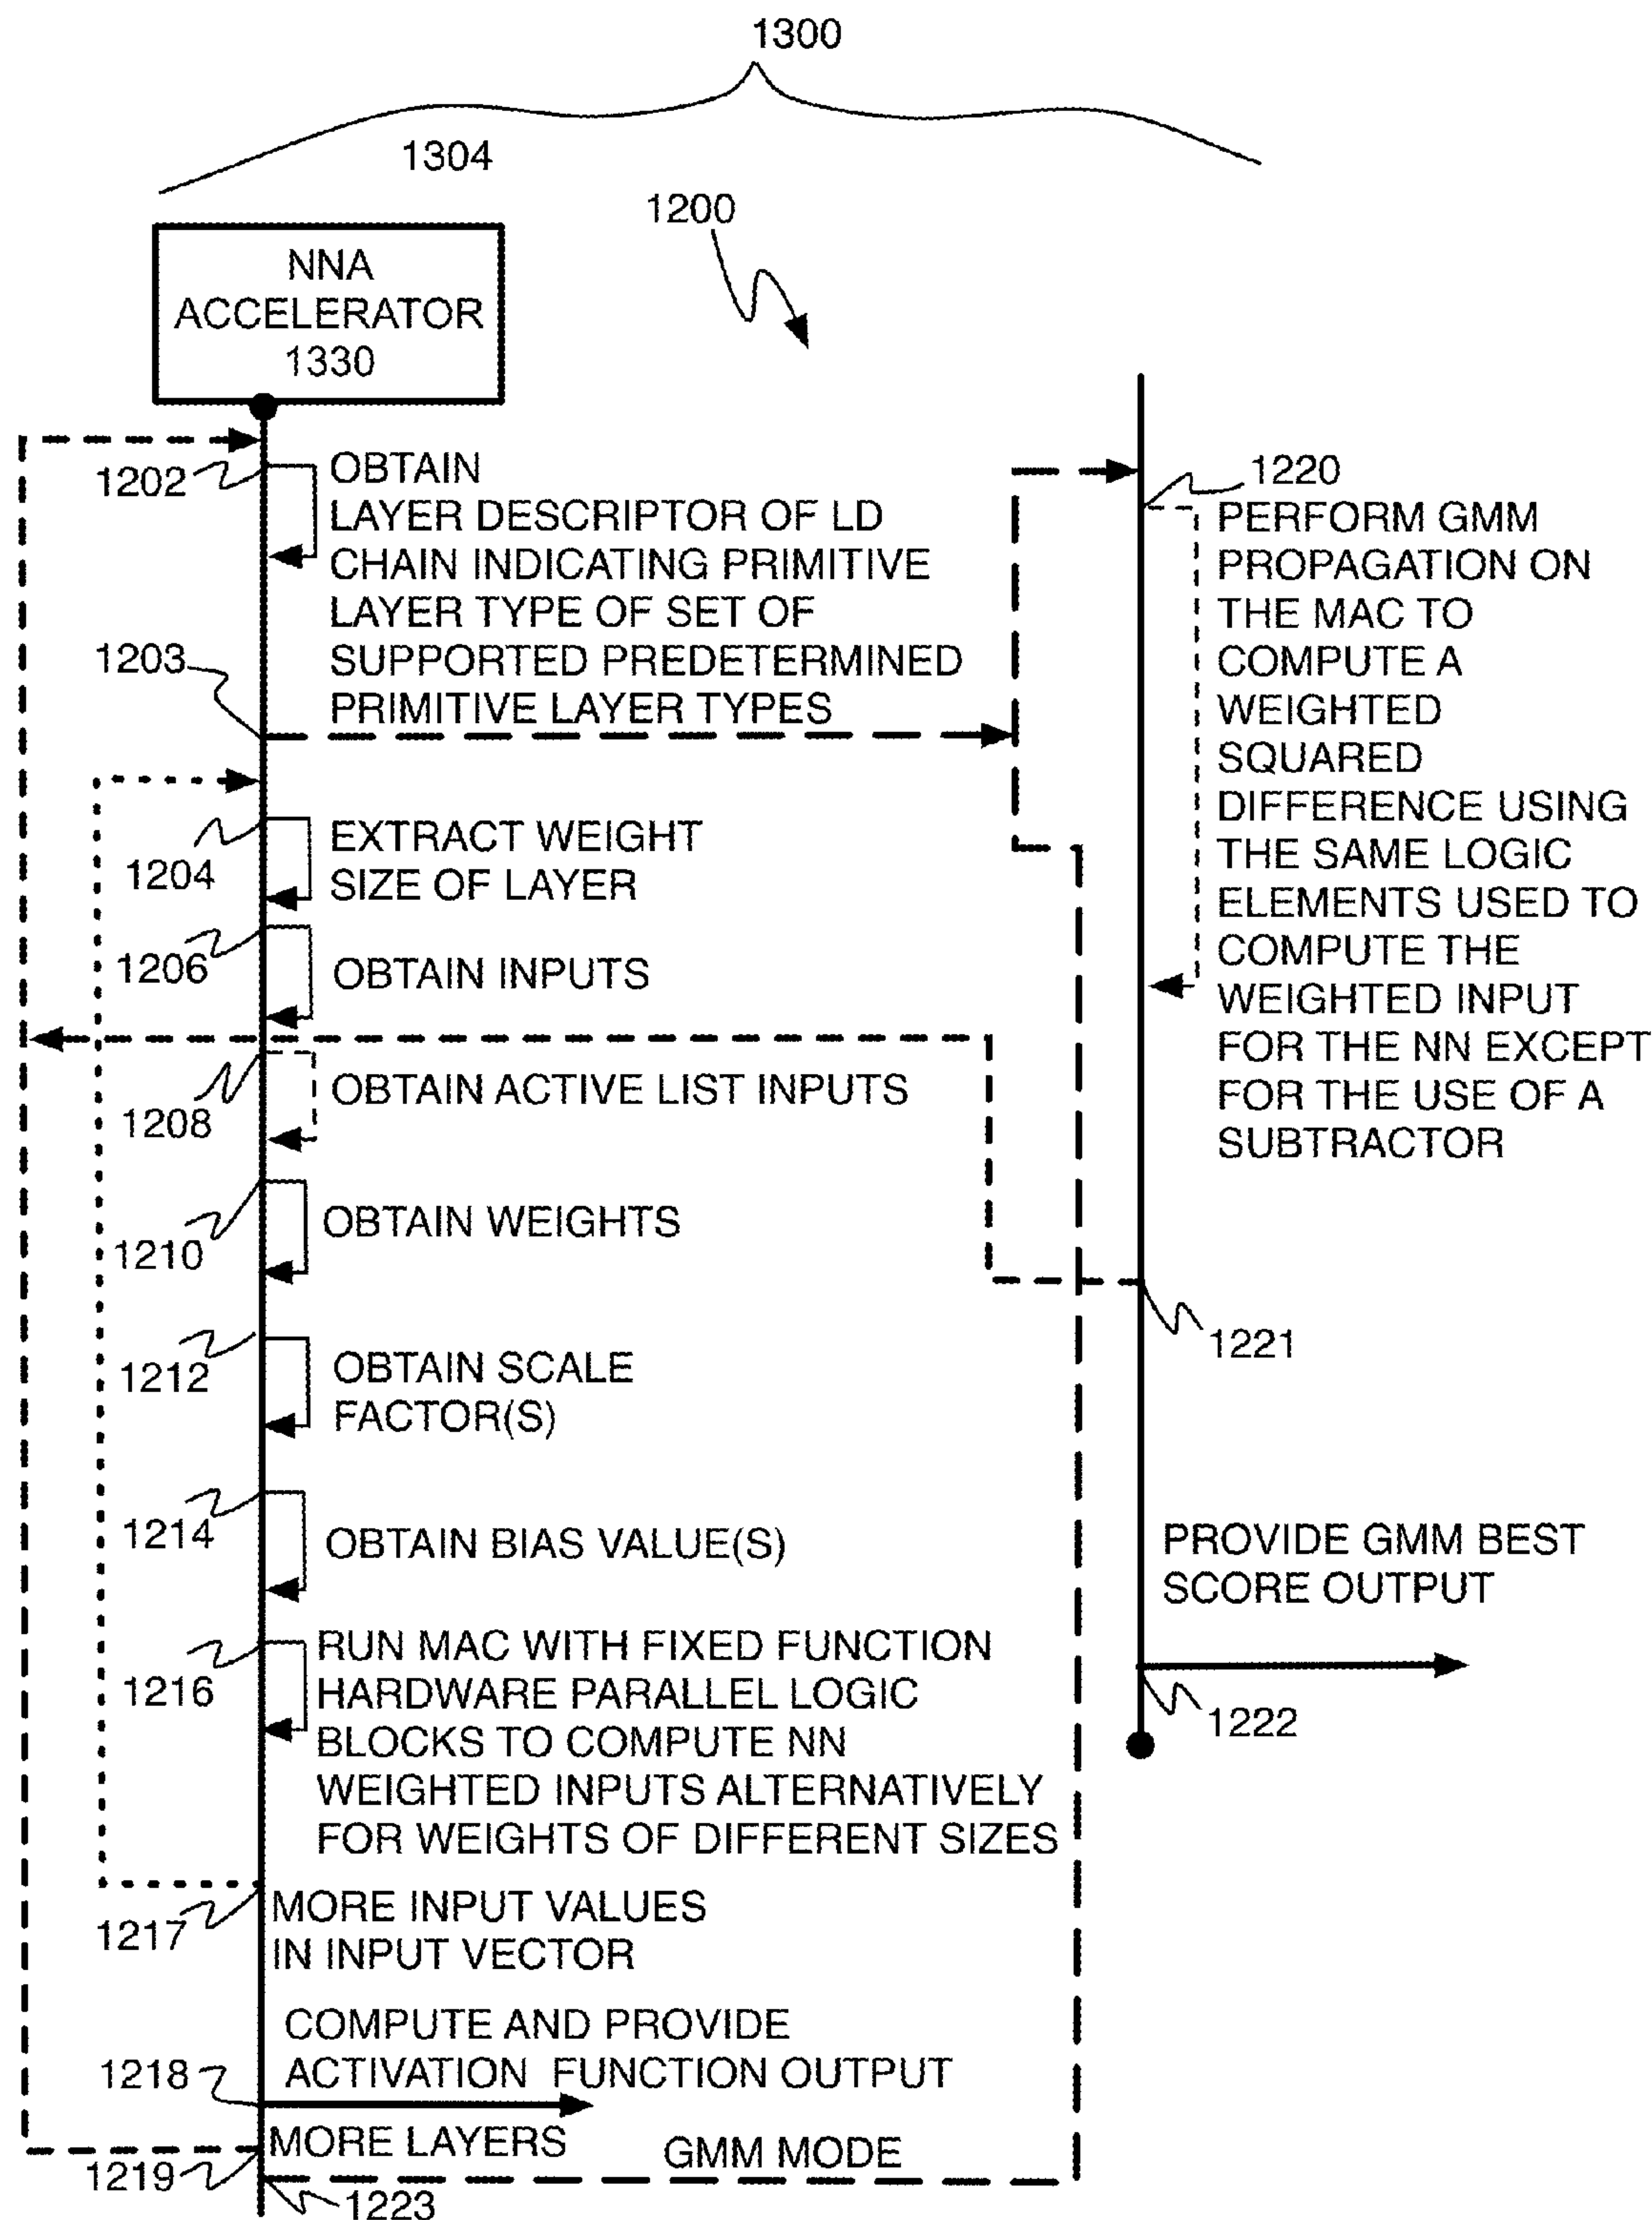 1300
1304
1200
NNA
ACCELERATOR
1330
1202
OBTAIN
LAYER DESCRIPTOR OF LD
CHAIN INDICATING PRIMITIVE
LAYER TYPE OF SET OF
SUPPORTED PREDETERMINED
PRIMITIVE LAYER TYPES
1203
1204
EXTRACT WEIGHT
SIZE OF LAYER
1206
OBTAIN INPUTS
1208
OBTAIN ACTIVE LIST INPUTS
1210
OBTAIN WEIGHTS
1212
OBTAIN SCALE
FACTOR(S)
1214
OBTAIN BIAS VALUE(S)
1216
RUN MAC WITH FIXED FUNCTION
HARDWARE PARALLEL LOGIC
BLOCKS TO COMPUTE NN
WEIGHTED INPUTS ALTERNATIVELY
FOR WEIGHTS OF DIFFERENT SIZES
1217
MORE INPUT VALUES
IN INPUT VECTOR
COMPUTE AND PROVIDE
ACTIVATION FUNCTION OUTPUT
1218
MORE LAYERS
GMM MODE
1219
1223
1220
PERFORM GMM
PROPAGATION ON
THE MAC TO
COMPUTE A
WEIGHTED
SQUARED
DIFFERENCE USING
THE SAME LOGIC
ELEMENTS USED TO
COMPUTE THE
WEIGHTED INPUT
FOR THE NN EXCEPT
FOR THE USE OF A
SUBTRACTOR
1221
PROVIDE GMM BEST
SCORE OUTPUT
1222